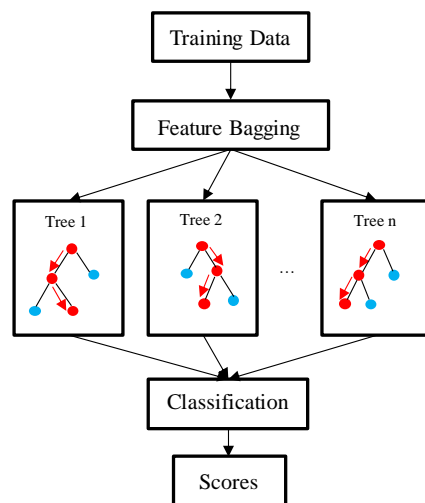 Training Data
Feature Bagging
Tree 1
Tree 2
Tree n
...
Classification
Scores